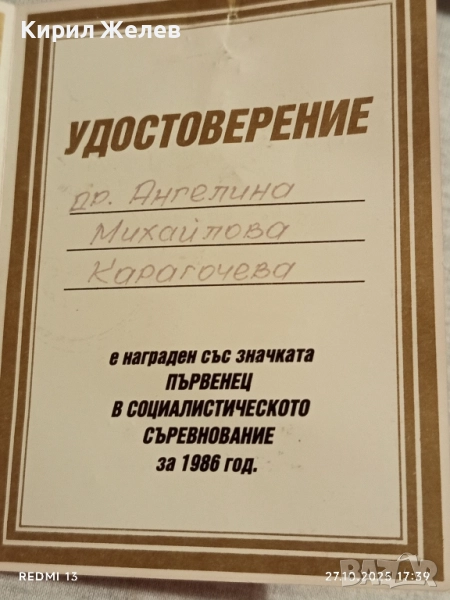 Кирил Желев
УДОСТОВЕРЕНИЕ
др. Ангелина
Михайлова
Карагочева
е награден със значката
ПЪРВЕНЕЦ
В СОЦИАЛИСТИЧЕСКОТО
СЪРЕВНОВАНИЕ
за 1986 год.
REDMI 13
27.10.2025 17:39
BAZAR